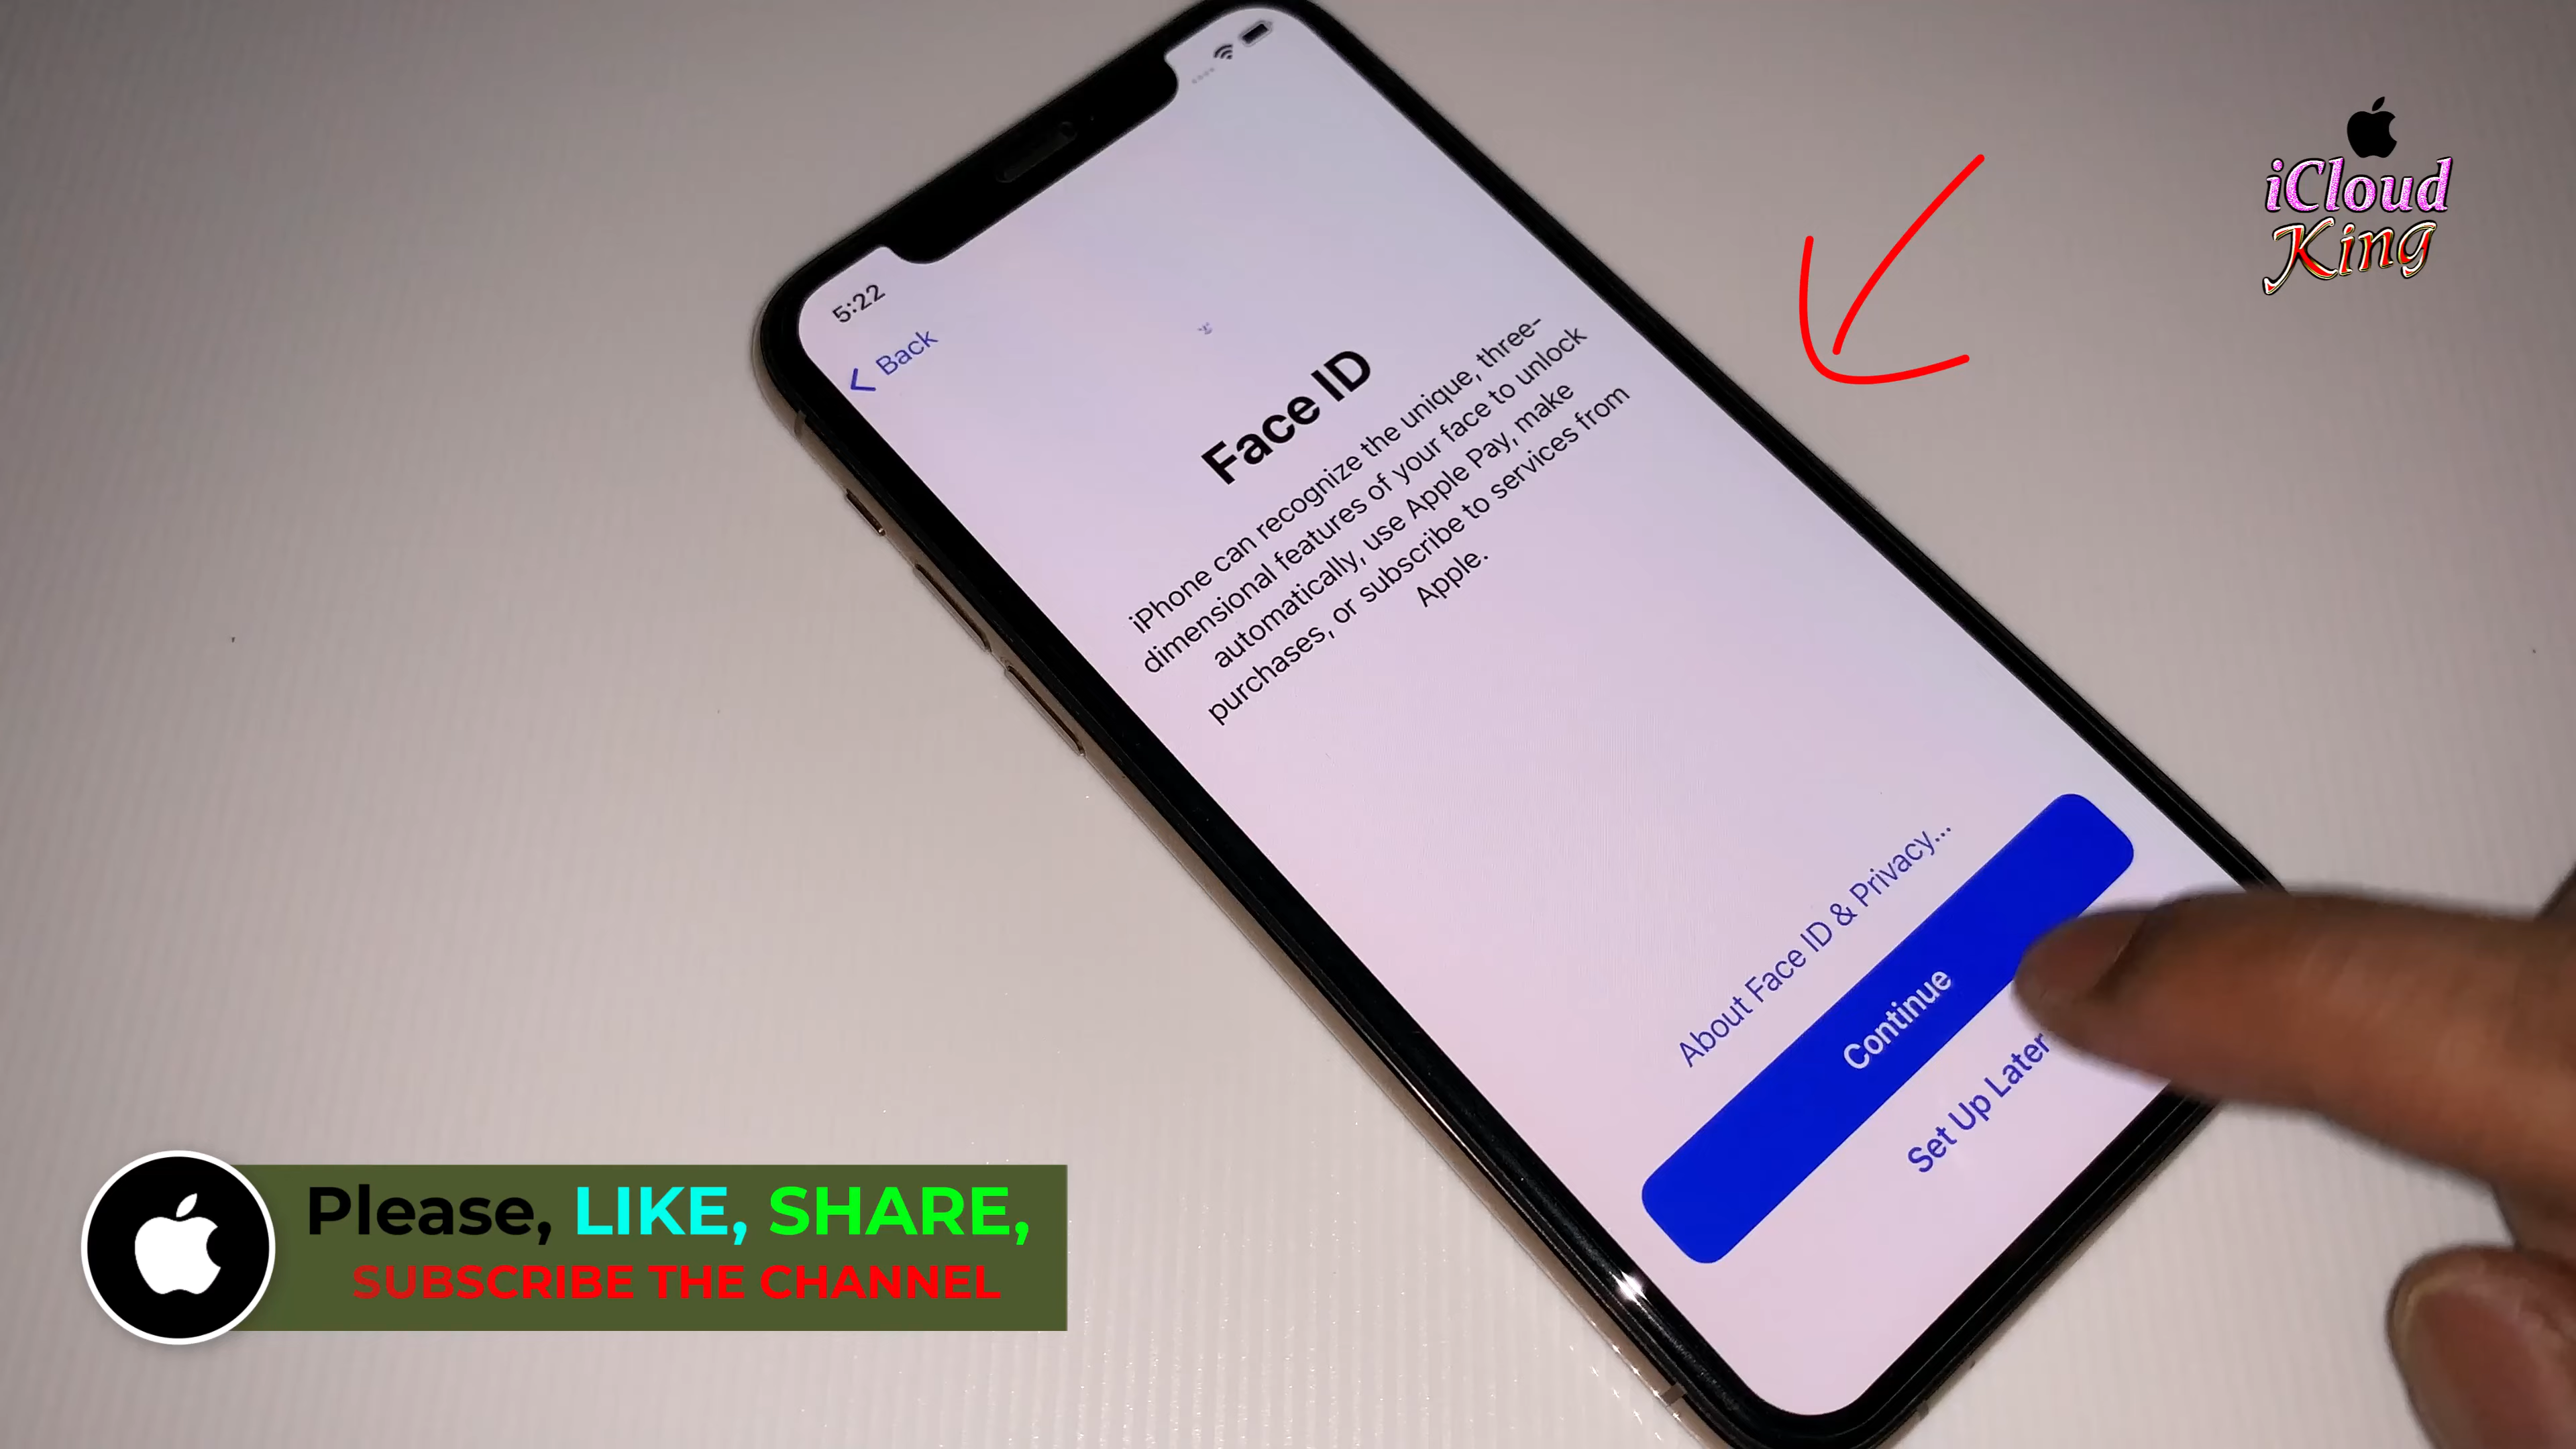 5:22
Back
Face ID
iPhone can recognize the unique, three-
dimensional features of your face to unlock
automatically, use Apple Pay, make
purchases, or subscribe to services from
Apple.
About Face ID & Privacy...
Continue
Set Up Later
iCloud
King
Please, LIKE, SHARE,
SUBSCRIBE THE CHANNEL